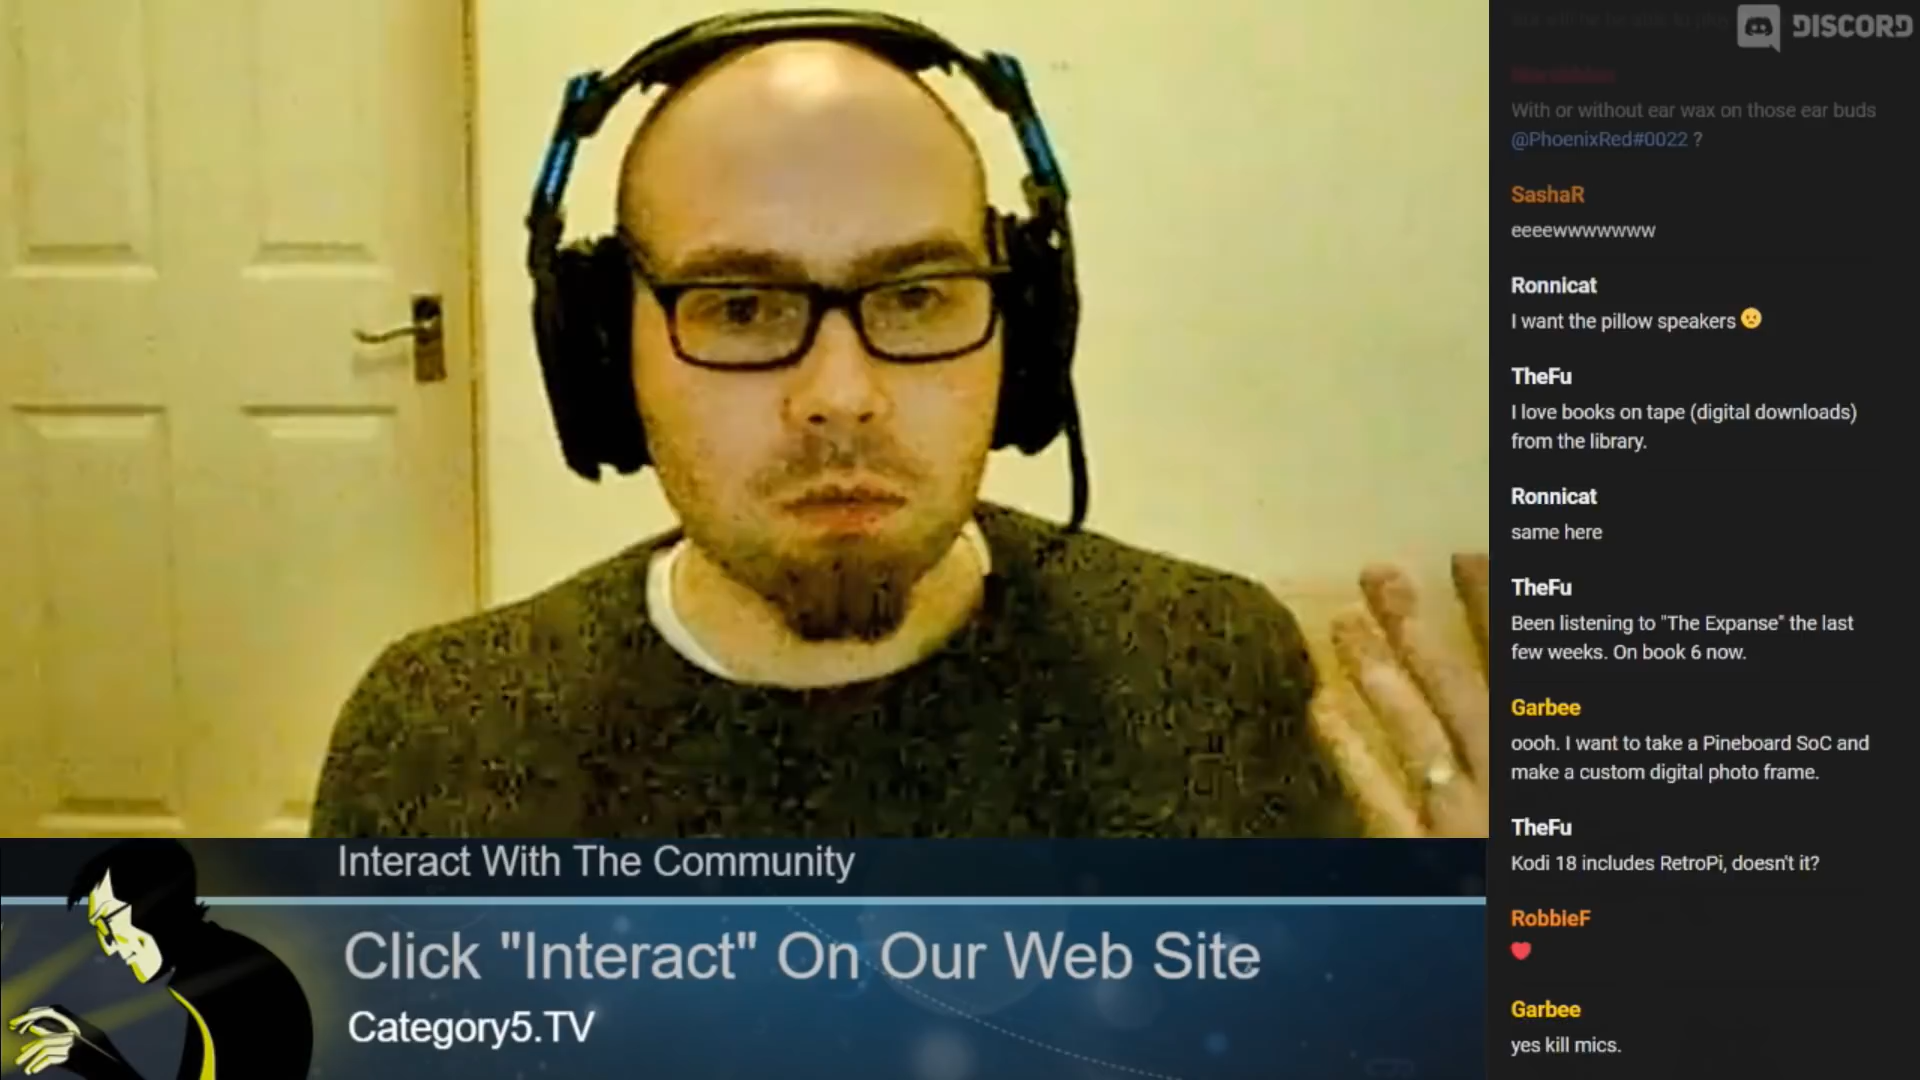 DISCORD
With or without ear wax on those ear buds
@PhoenixRed#0022 ?
SashaR
eeeewwwwwww
Ronnicat
I want the pillow speakers
TheFu
I love books on tape (digital downloads)
from the library.
Ronnicat
same here
TheFu
Been listening to "The Expanse" the last
few weeks. On book 6 now.
Garbee
oooh. I want to take a Pineboard SoC and
make a custom digital photo frame.
TheFu
Kodi 18 includes RetroPi, doesn't it?
RobbieF
Garbee
yes kill mics.
Interact With The Community
Click "Interact" On Our Web Site
Category5.TV